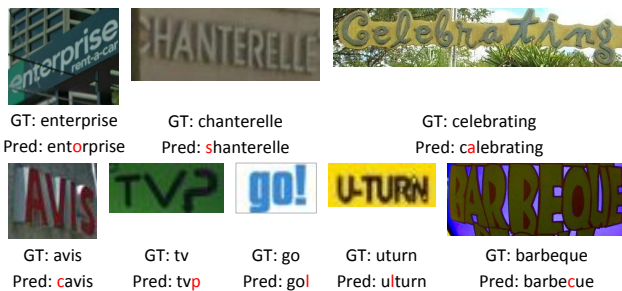 enterprise
rent-a-car
CHANTERELLE
Celebrating
GT: enterprise
Pred: entorprise
GT: chanterelle
Pred: shanterelle
GT: celebrating
Pred: calebrating
AVIS
TVP
go!
U-TURN
BARBEQUE
GT: avis
Pred: cavis
GT: tv
Pred: tvp
GT: go
Pred: gol
GT: uturn
Pred: ulturn
GT: barbeque
Pred: barbecue